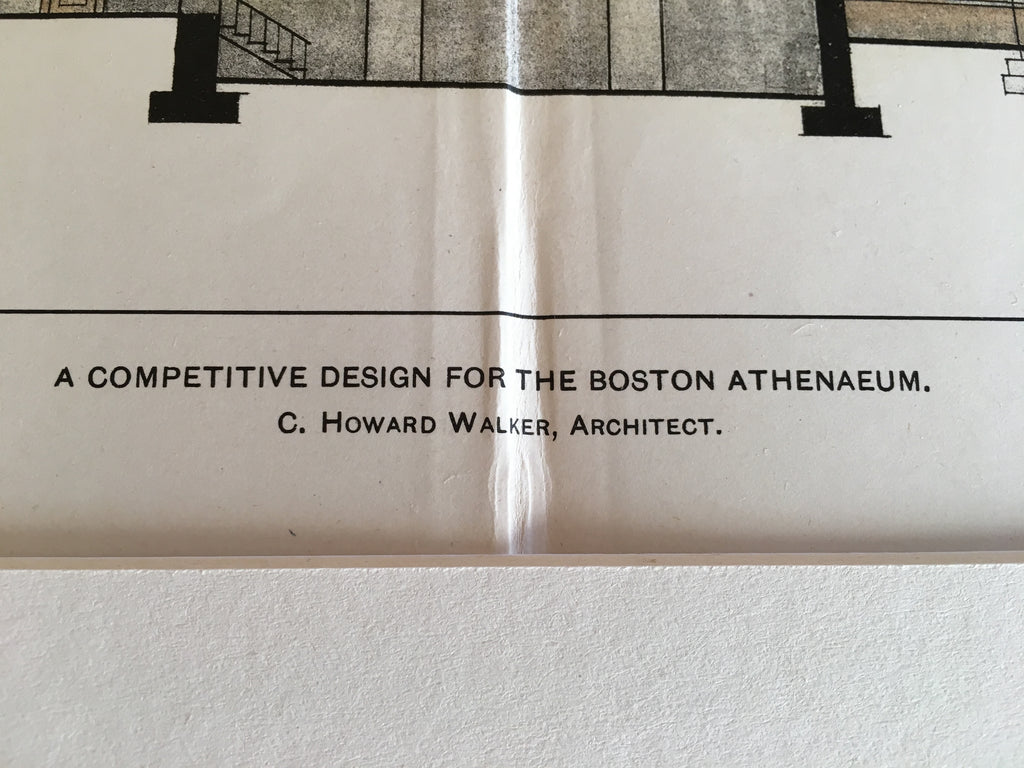 A COMPETITIVE DESIGN FOR THE BOSTON ATHENAEUM.
C. HOWARD WALKER, ARCHITECT.